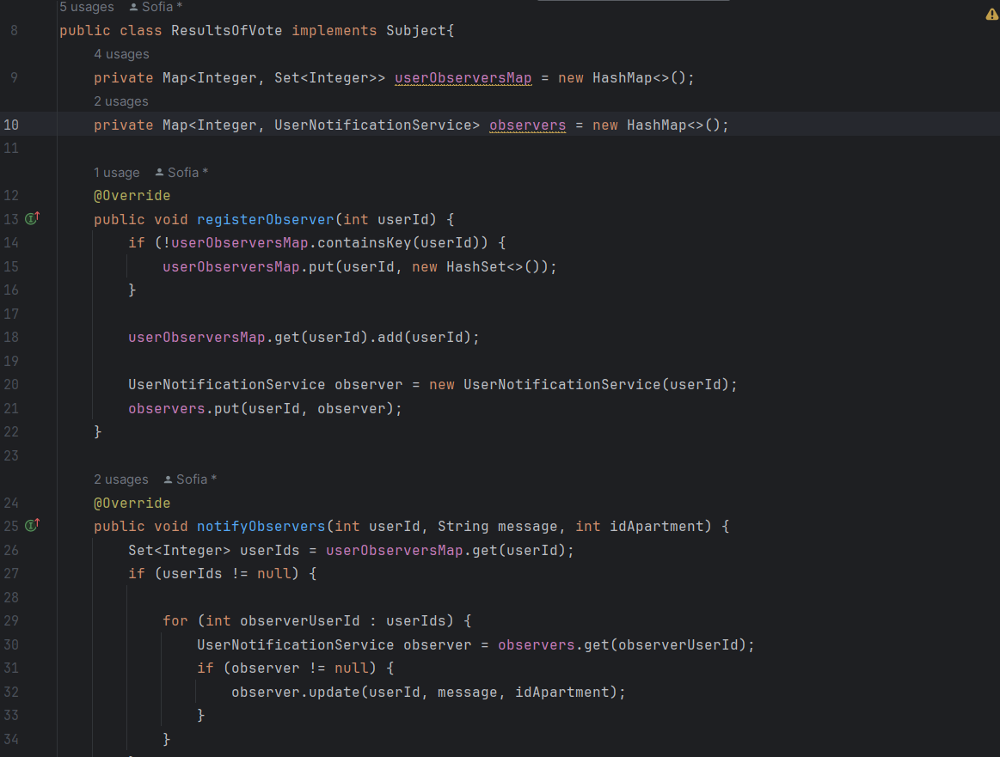 5 usages Sofia *
8 public class ResultsOfVote implements Subject{
4 usages
9 private Map<Integer, Set<Integer>> userObserversMap = new HashMap<>();
2 usages
10 private Map<Integer, UserNotificationService> observers = new HashMap<>();
11
1 usage Sofia *
12 @Override
13 public void registerObserver(int userId) {
14 if (!userObserversMap.containsKey(userId)) {
15 userObserversMap.put(userId, new HashSet<>());
16 }
17
18 userObserversMap.get(userId).add(userId);
19
20 UserNotificationService observer = new UserNotificationService(userId);
21 observers.put(userId, observer);
22 }
23
2 usages Sofia *
24 @Override
25 public void notifyObservers(int userId, String message, int idApartment) {
26 Set<Integer> userIds = userObserversMap.get(userId);
27 if (userIds != null) {
28
29 for (int observerUserId : userIds) {
30 UserNotificationService observer = observers.get(observerUserId);
31 if (observer != null) {
32 observer.update(userId, message, idApartment);
33 }
34 }